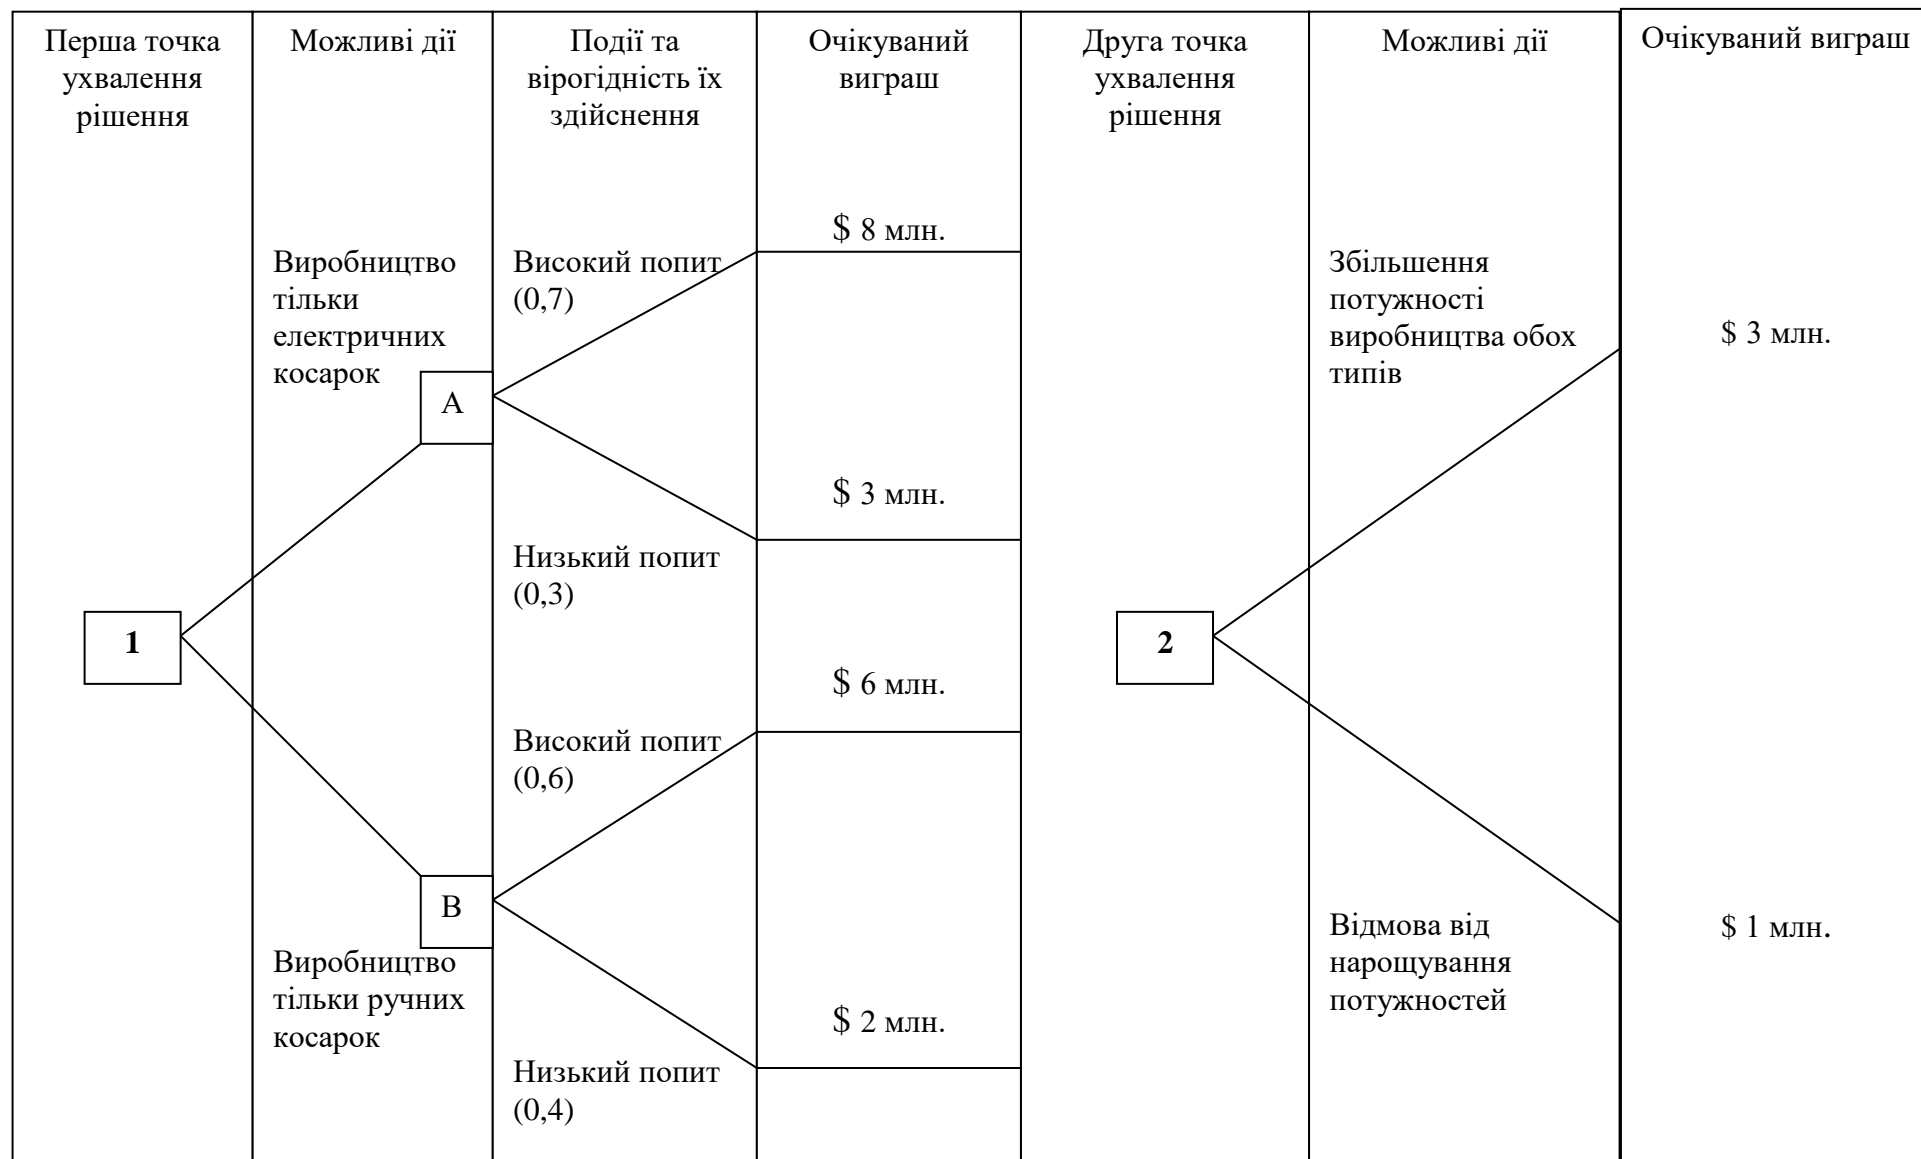 Перша точка
ухвалення
рішення
Можливі дії
Події та
вірогідність їх
здійснення
Очікуваний
виграш
Друга точка
ухвалення
рішення
Можливі дії
Очікуваний виграш
Виробництво
тільки
електричних
косарок
A
Високий попит
(0,7)
$ 8 млн.
$ 3 млн.
Низький попит
(0,3)
1
$ 6 млн.
Високий попит
(0,6)
B
Виробництво
тільки ручних
косарок
$ 2 млн.
Низький попит
(0,4)
2
Збільшення
потужності
виробництва обох
типів
$ 3 млн.
Відмова від
нарощування
потужностей
$ 1 млн.